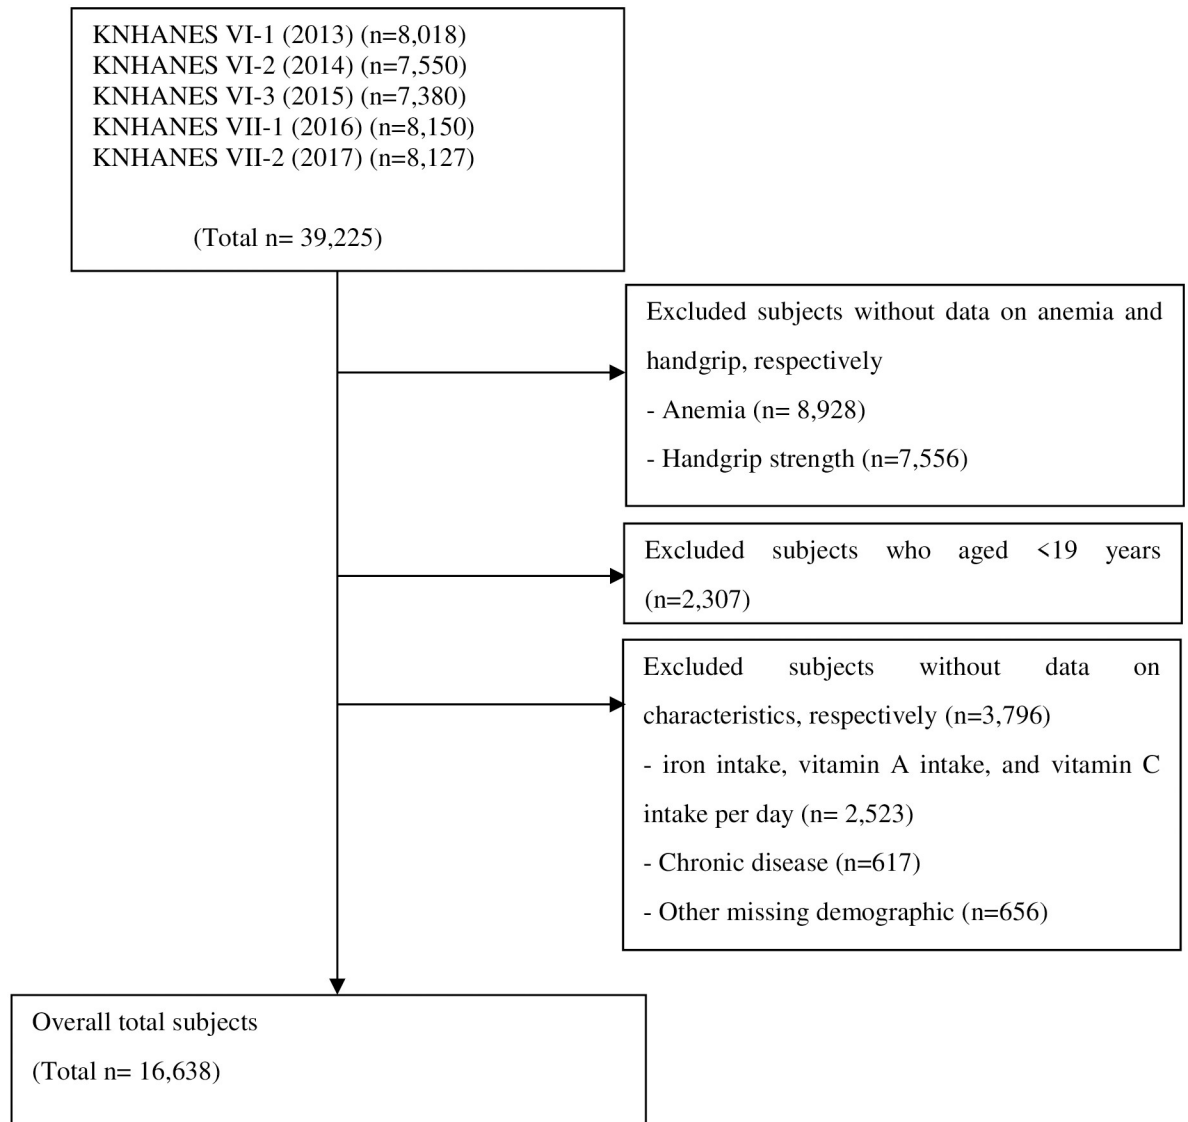 KNHANES VI-1 (2013) (n=8,018)
KNHANES VI-2 (2014) (n=7,550)
KNHANES VI-3 (2015) (n=7,380)
KNHANES VII-1 (2016) (n=8,150)
KNHANES VII-2 (2017) (n=8,127)
(Total n= 39,225)
Excluded subjects without data on anemia and
handgrip, respectively
- Anemia (n= 8,928)
- Handgrip strength (n=7,556)
Excluded subjects who aged <19 years
(n=2,307)
Excluded subjects without data on
characteristics, respectively (n=3,796)
- iron intake, vitamin A intake, and vitamin C
intake per day (n= 2,523)
- Chronic disease (n=617)
- Other missing demographic (n=656)
Overall total subjects
(Total n= 16,638)